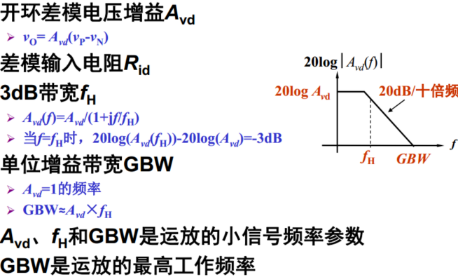 开环差模电压增益Avd
vO= Avd(vP-vN)
差模输入电阻Rid
3dB带宽fH
Avd(f)=Avd/(1+jf/fH)
当f=fH时，20log(Avd(fH))-20log(Avd)=-3dB
单位增益带宽GBW
Avd=1的频率
GBW≈Avd×fH
Avd、fH和GBW是运放的小信号频率参数
GBW是运放的最高工作频率
20log|Avd(f)|
20log Avd
20dB/十倍频
fH
GBW
f